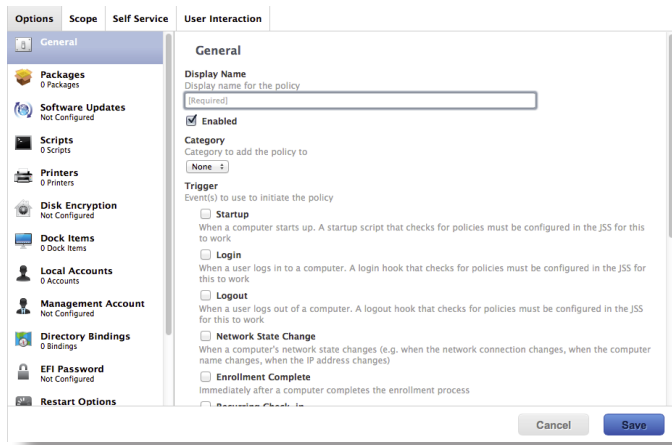 Options Scope Self Service User Interaction
General
Packages
0 Packages
Software Updates
Not Configured
Scripts
0 Scripts
Printers
0 Printers
Disk Encryption
Not Configured
Dock Items
0 Dock Items
Local Accounts
0 Accounts
Management Account
Not Configured
Directory Bindings
0 Bindings
EFI Password
Not Configured
Restart Options
General
Display Name
Display name for the policy
[Required]
Enabled
Category
Category to add the policy to
None
Trigger
Event(s) to use to initiate the policy
Startup
When a computer starts up. A startup script that checks for policies must be configured in the JSS for this
to work
Login
When a user logs in to a computer. A login hook that checks for policies must be configured in the JSS for
this to work
Logout
When a user logs out of a computer. A logout hook that checks for policies must be configured in the JSS
for this to work
Network State Change
When a computer's network state changes (e.g. when the network connection changes, when the computer
name changes, when the IP address changes)
Enrollment Complete
Immediately after a computer completes the enrollment process
Recurring Check-in
Cancel Save